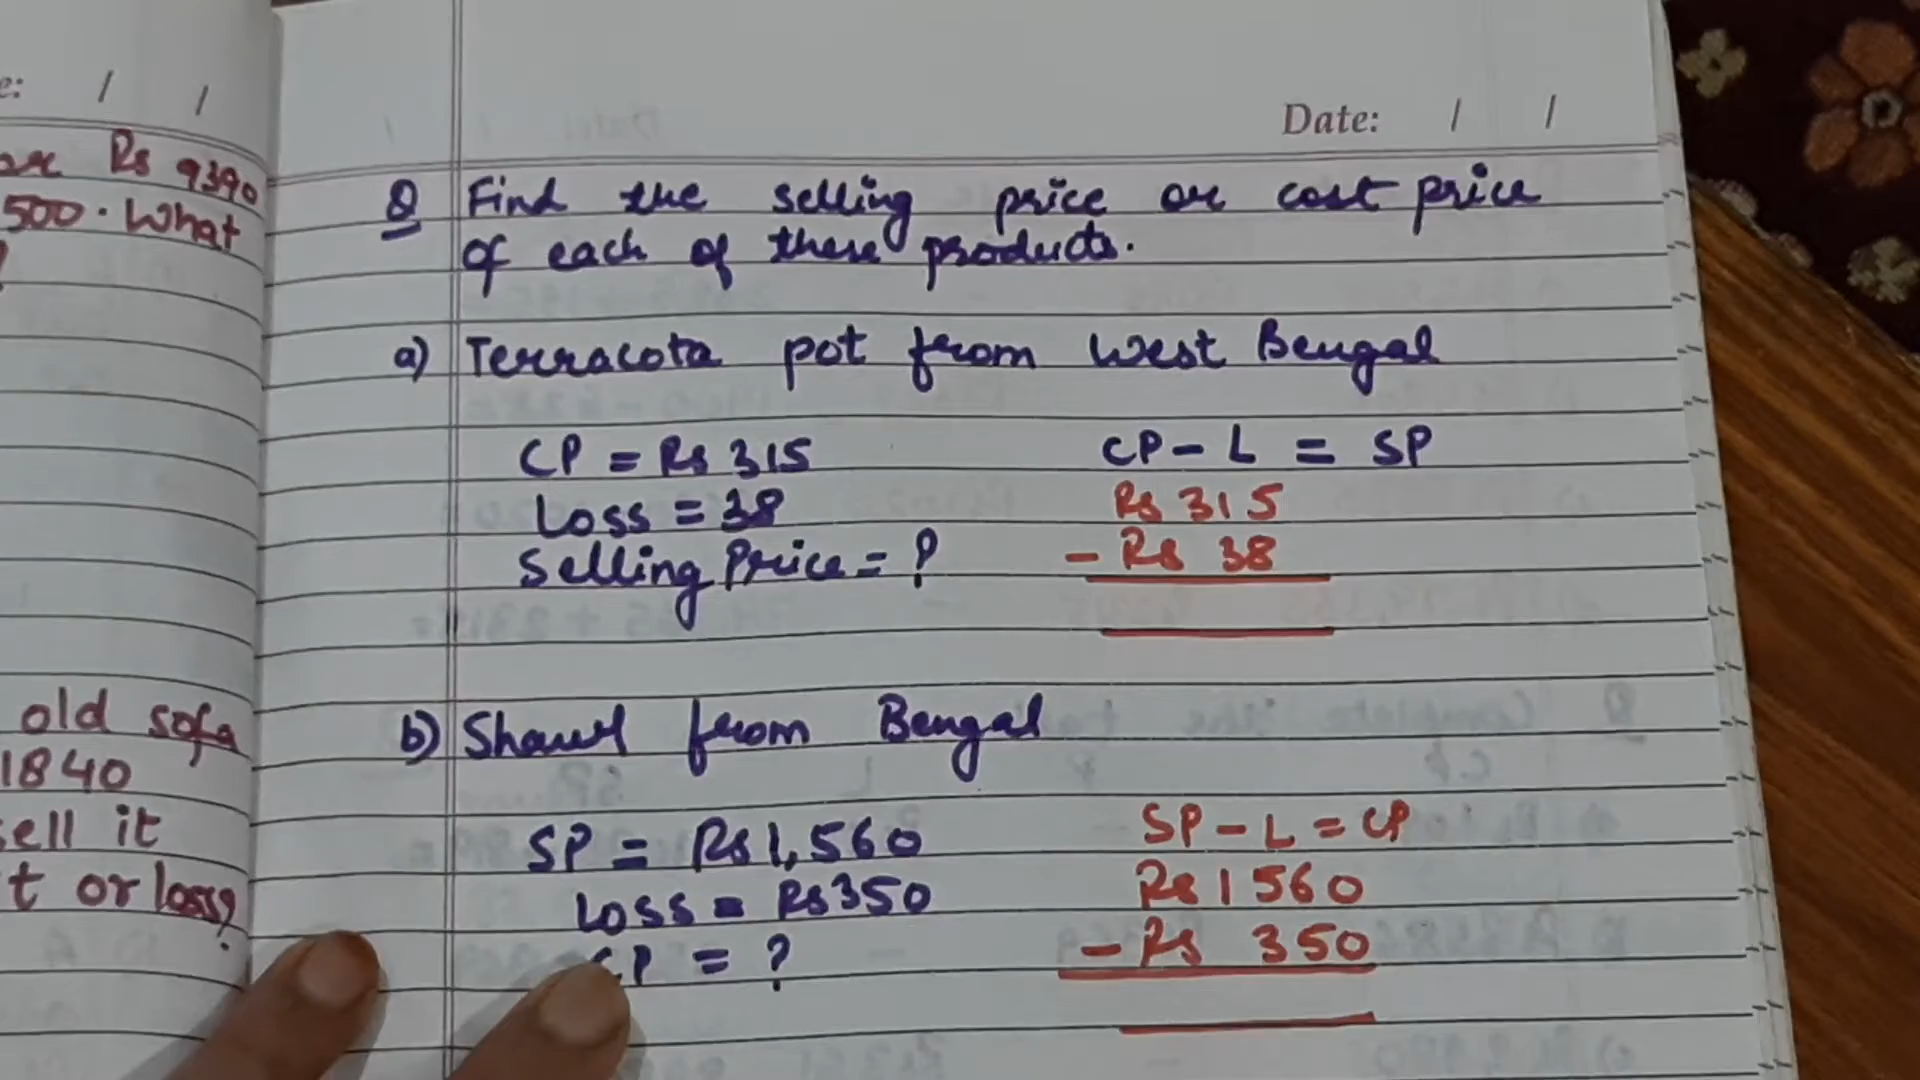 e: / /
Rs 9390
500. What
?
old sofa
1840
sell it
t or loss?
Date: / /
Q Find the selling price or cost price
of each of these products.
a) Terracota pot from West Bengal
CP = Rs 315 CP - L = SP
Loss = 38 Rs 315
Selling Price = ? - Rs 38
b) Shawl from Bengal
SP = Rs 1,560 SP - L = CP
Loss = Rs 350 Rs 1560
CP = ? - Rs 350